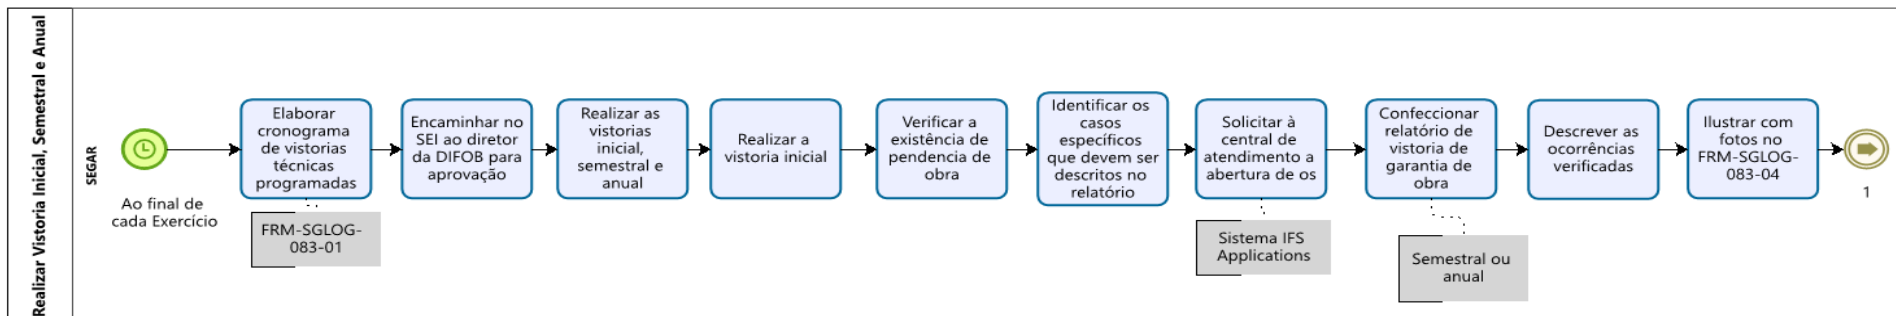 Realizar Vistoria Inicial, Semestral e Anual
SEGAR
Ao final de
cada Exercício
Elaborar
cronograma
de vistorias
técnicas
programadas
FRM-SGLOG-
083-01
Encaminhar no
SEI ao diretor
da DIFOB para
aprovação
Realizar as
vistorias
inicial,
semestral e
anual
Realizar a
vistoria inicial
Verificar a
existência de
pendencia de
obra
Identificar os
casos
específicos
que devem ser
descritos no
relatório
Solicitar à
central de
atendimento a
abertura de os
Sistema IFS
Applications
Confeccionar
relatório de
vistoria de
garantia de
obra
Semestral ou
anual
Descrever as
ocorrências
verificadas
Ilustrar com
fotos no
FRM-SGLOG-
083-04
1